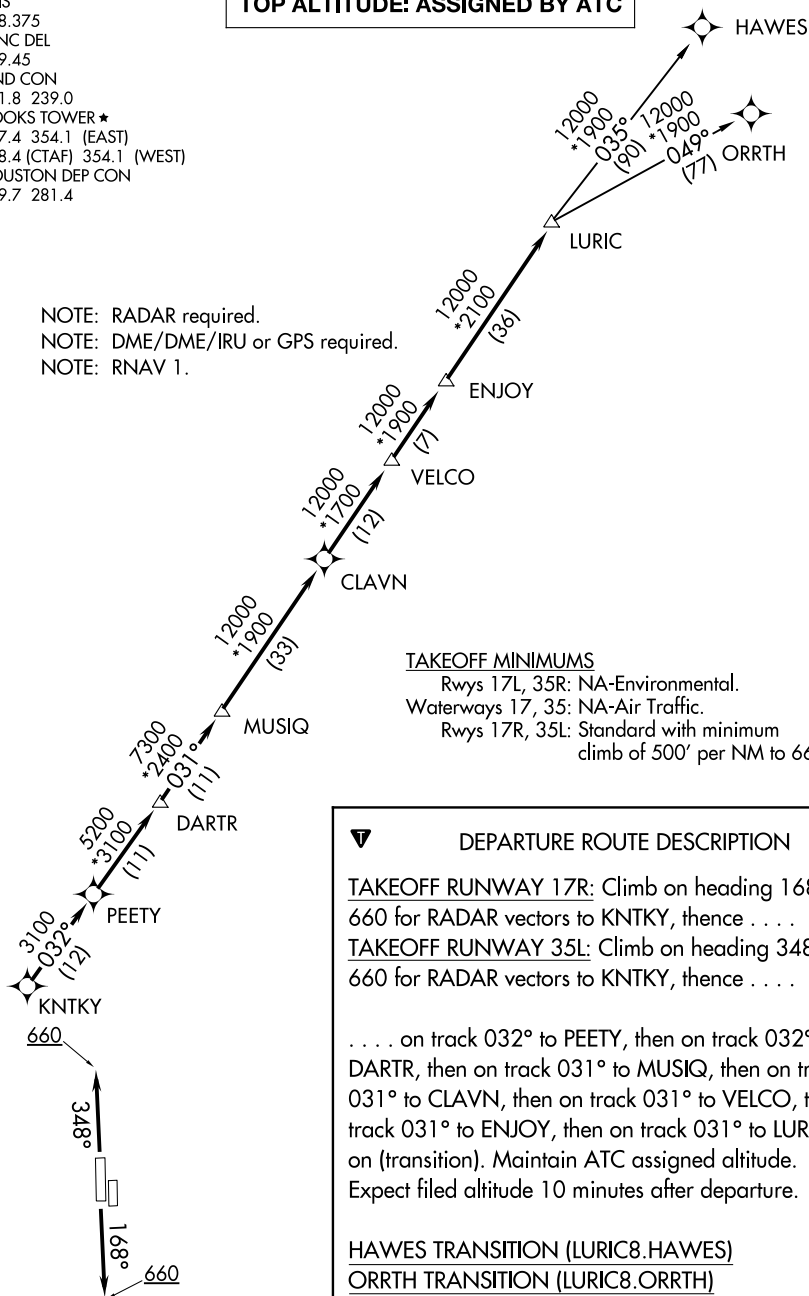 TOP ALTITUDE: ASSIGNED BY ATC
8.375
NC DEL
9.45
ND CON
1.8 239.0
OOKS TOWER ★
7.4 354.1 (EAST)
8.4 (CTAF) 354.1 (WEST)
OUSTON DEP CON
9.7 281.4
NOTE: RADAR required.
NOTE: DME/DME/IRU or GPS required.
NOTE: RNAV 1.
HAWES
12000
*1900
035°
(90)
12000
*1900
049°
(77)
ORRTH
LURIC
12000
*2100
(36)
ENJOY
12000
*1900
(7)
VELCO
12000
*1700
(12)
CLAVN
12000
*1900
(33)
MUSIQ
7300
*2400
031°
(11)
DARTR
5200
*3100
(11)
PEETY
3100
032°
(12)
KNTKY
660
348°
168°
660
TAKEOFF MINIMUMS
Rwys 17L, 35R: NA-Environmental.
Waterways 17, 35: NA-Air Traffic.
Rwys 17R, 35L: Standard with minimum
climb of 500' per NM to 66
T
DEPARTURE ROUTE DESCRIPTION
TAKEOFF RUNWAY 17R: Climb on heading 168
660 for RADAR vectors to KNTKY, thence . . . .
TAKEOFF RUNWAY 35L: Climb on heading 348
660 for RADAR vectors to KNTKY, thence . . . .
. . . . on track 032° to PEETY, then on track 032°
DARTR, then on track 031° to MUSIQ, then on tr
031° to CLAVN, then on track 031° to VELCO, t
track 031° to ENJOY, then on track 031° to LUR
on (transition). Maintain ATC assigned altitude.
Expect filed altitude 10 minutes after departure.
HAWES TRANSITION (LURIC8.HAWES)
ORRTH TRANSITION (LURIC8.ORRTH)